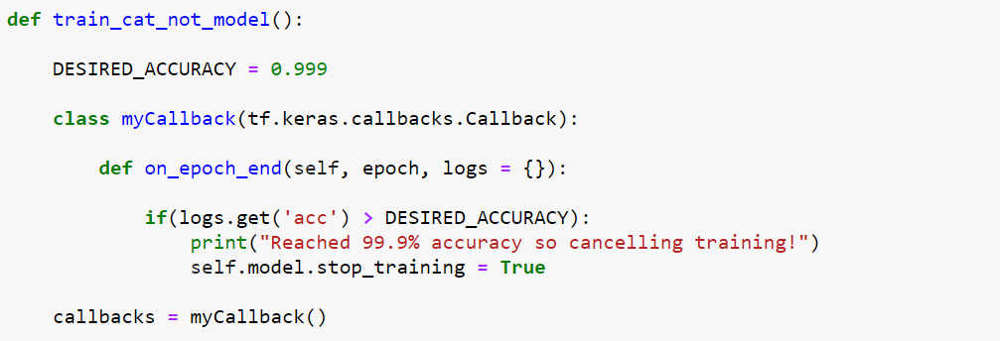 def train_cat_not_model():
DESIRED_ACCURACY = 0.999
class myCallback(tf.keras.callbacks.Callback):
def on_epoch_end(self, epoch, logs = {}):
if(logs.get('acc') > DESIRED_ACCURACY):
print("Reached 99.9% accuracy so cancelling training!")
self.model.stop_training = True
callbacks = myCallback()